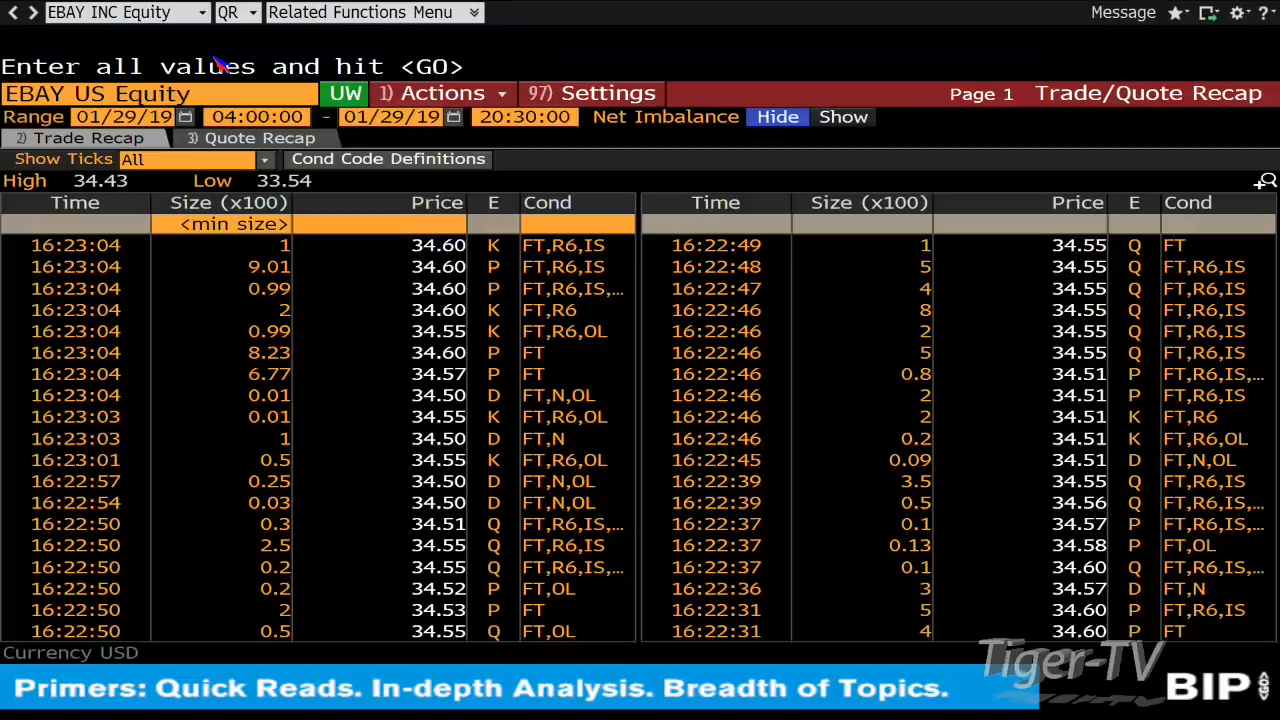 EBAY INC Equity QR Related Functions Menu Message ?
Enter all values and hit <GO>
EBAY US Equity UW 1) Actions 97) Settings Page 1 Trade/Quote Recap
Range 01/29/19 04:00:00 - 01/29/19 20:30:00 Net Imbalance Hide Show
2) Trade Recap 3) Quote Recap
Show Ticks All Cond Code Definitions
High 34.43 Low 33.54
Time Size (x100) Price E Cond Time Size (x100) Price E Cond
<min size>
16:23:04 1 34.60 K FT,R6,IS 16:22:49 1 34.55 Q FT
16:23:04 9.01 34.60 P FT,R6,IS 16:22:48 5 34.55 Q FT,R6,IS
16:23:04 0.99 34.60 P FT,R6,IS,... 16:22:47 4 34.55 Q FT,R6,IS
16:23:04 2 34.60 K FT,R6 16:22:46 8 34.55 Q FT,R6,IS
16:23:04 0.99 34.55 K FT,R6,OL 16:22:46 2 34.55 Q FT,R6,IS
16:23:04 8.23 34.60 P FT 16:22:46 5 34.55 Q FT,R6,IS
16:23:04 6.77 34.57 P FT 16:22:46 0.8 34.51 P FT,R6,IS,...
16:23:04 0.01 34.50 D FT,N,OL 16:22:46 2 34.51 P FT,R6,IS
16:23:03 0.01 34.55 K FT,R6,OL 16:22:46 2 34.51 K FT,R6
16:23:03 1 34.50 D FT,N 16:22:46 0.2 34.51 K FT,R6,OL
16:23:01 0.5 34.55 K FT,R6,OL 16:22:45 0.09 34.51 D FT,N,OL
16:22:57 0.25 34.50 D FT,N,OL 16:22:39 3.5 34.55 Q FT,R6,IS
16:22:54 0.03 34.50 D FT,N,OL 16:22:39 0.5 34.56 Q FT,R6,IS,...
16:22:50 0.3 34.51 Q FT,R6,IS,... 16:22:37 0.1 34.57 P FT,R6,IS,...
16:22:50 2.5 34.55 Q FT,R6,IS 16:22:37 0.13 34.58 P FT,OL
16:22:50 0.2 34.55 Q FT,R6,IS,... 16:22:37 0.1 34.60 Q FT,R6,IS,...
16:22:50 0.2 34.52 P FT,OL 16:22:36 3 34.57 D FT,N
16:22:50 2 34.53 P FT 16:22:31 5 34.60 P FT,R6,IS
16:22:50 0.5 34.55 Q FT,OL 16:22:31 4 34.60 P FT
Currency USD
Tiger-TV
Primers: Quick Reads. In-depth Analysis. Breadth of Topics. BIP <GO>